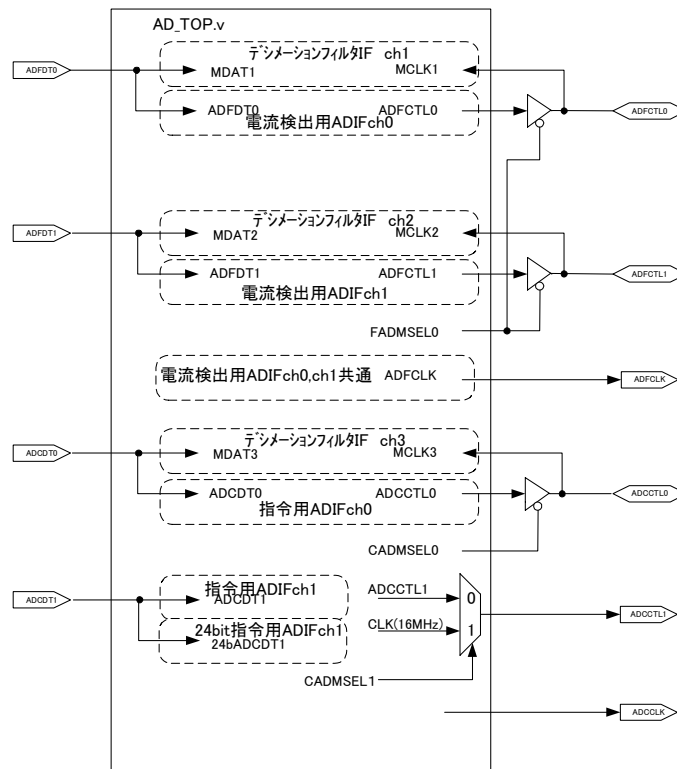 AD_TOP.v
デシメーションフィルタIF ch1
ADFDT0
MDAT1
MCLK1
ADFDT0
ADFCTL0
ADFCTL0
電流検出用ADIFch0
デシメーションフィルタIF ch2
ADFDT1
MDAT2
MCLK2
ADFDT1
ADFCTL1
ADFCTL1
電流検出用ADIFch1
FADMSEL0
電流検出用ADIFch0,ch1共通 ADFCLK
ADFCLK
デシメーションフィルタIF ch3
ADCDT0
MDAT3
MCLK3
ADCDT0
ADCCTL0
ADCCTL0
指令用ADIFch0
CADMSEL0
指令用ADIFch1
ADCCTL1
0
ADCDT1
ADCDT1
ADCCTL1
24bit指令用ADIFch1
CLK(16MHz)
1
24bADCDT1
CADMSEL1
ADCCLK